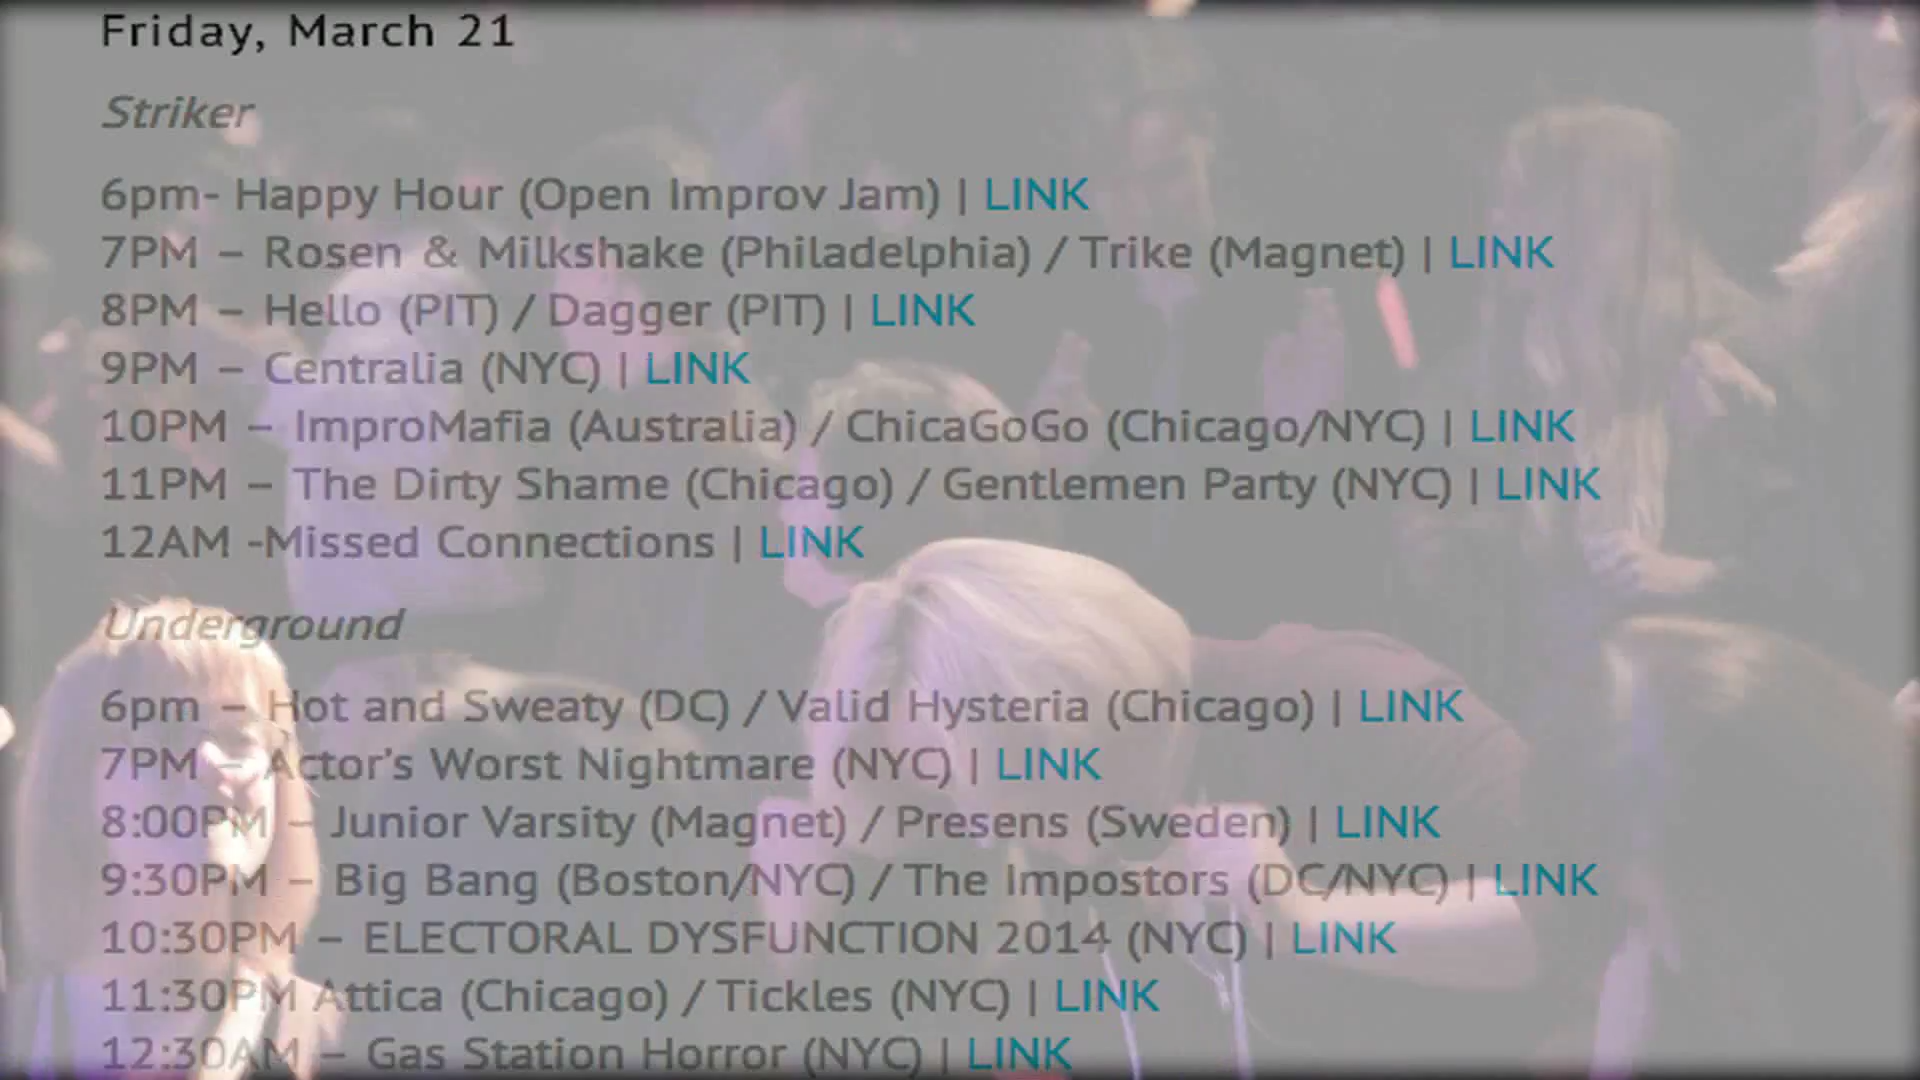 Friday, March 21
Striker
6pm- Happy Hour (Open Improv Jam) | LINK
7PM – Rosen & Milkshake (Philadelphia) / Trike (Magnet) | LINK
8PM – Hello (PIT) / Dagger (PIT) | LINK
9PM – Centralia (NYC) | LINK
10PM – ImproMafia (Australia) / ChicaGoGo (Chicago/NYC) | LINK
11PM – The Dirty Shame (Chicago) / Gentlemen Party (NYC) | LINK
12AM -Missed Connections | LINK
Underground
6pm – Hot and Sweaty (DC) / Valid Hysteria (Chicago) | LINK
7PM – Actor's Worst Nightmare (NYC) | LINK
8:00PM – Junior Varsity (Magnet) / Presens (Sweden) | LINK
9:30PM – Big Bang (Boston/NYC) / The Impostors (DC/NYC) | LINK
10:30PM – ELECTORAL DYSFUNCTION 2014 (NYC) | LINK
11:30PM Attica (Chicago) / Tickles (NYC) | LINK
12:30AM – Gas Station Horror (NYC) | LINK